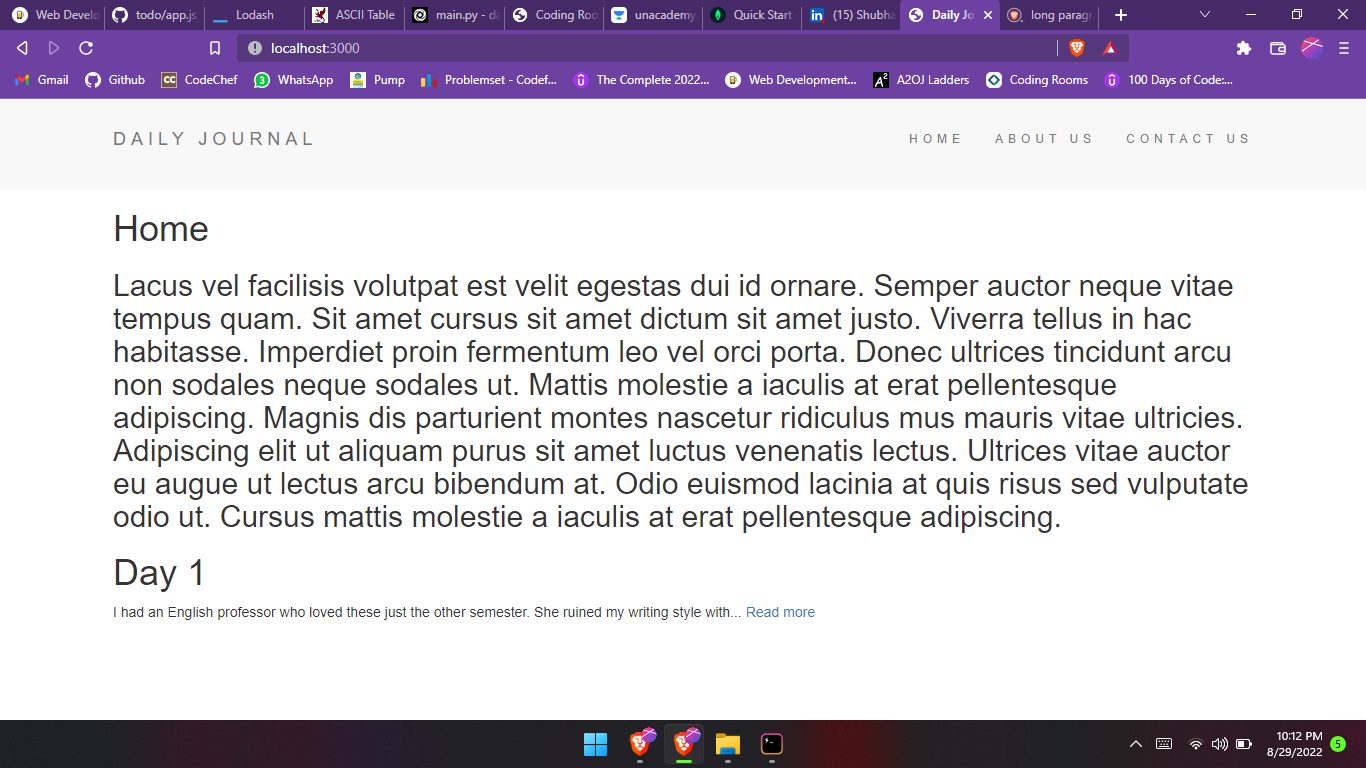 Web Develo
todo/app.js
Lodash
ASCII Table
main.py - da
Coding Roo
unacademy
Quick Start
(15) Shubha
Daily Jo
long paragr
localhost:3000
Gmail
Github
CodeChef
WhatsApp
Pump
Problemset - Codef...
The Complete 2022...
Web Development...
A2OJ Ladders
Coding Rooms
100 Days of Code:...
DAILY JOURNAL
HOME
ABOUT US
CONTACT US
Home
Lacus vel facilisis volutpat est velit egestas dui id ornare. Semper auctor neque vitae
tempus quam. Sit amet cursus sit amet dictum sit amet justo. Viverra tellus in hac
habitasse. Imperdiet proin fermentum leo vel orci porta. Donec ultrices tincidunt arcu
non sodales neque sodales ut. Mattis molestie a iaculis at erat pellentesque
adipiscing. Magnis dis parturient montes nascetur ridiculus mus mauris vitae ultricies.
Adipiscing elit ut aliquam purus sit amet luctus venenatis lectus. Ultrices vitae auctor
eu augue ut lectus arcu bibendum at. Odio euismod lacinia at quis risus sed vulputate
odio ut. Cursus mattis molestie a iaculis at erat pellentesque adipiscing.
Day 1
I had an English professor who loved these just the other semester. She ruined my writing style with... Read more
10:12 PM
8/29/2022
5